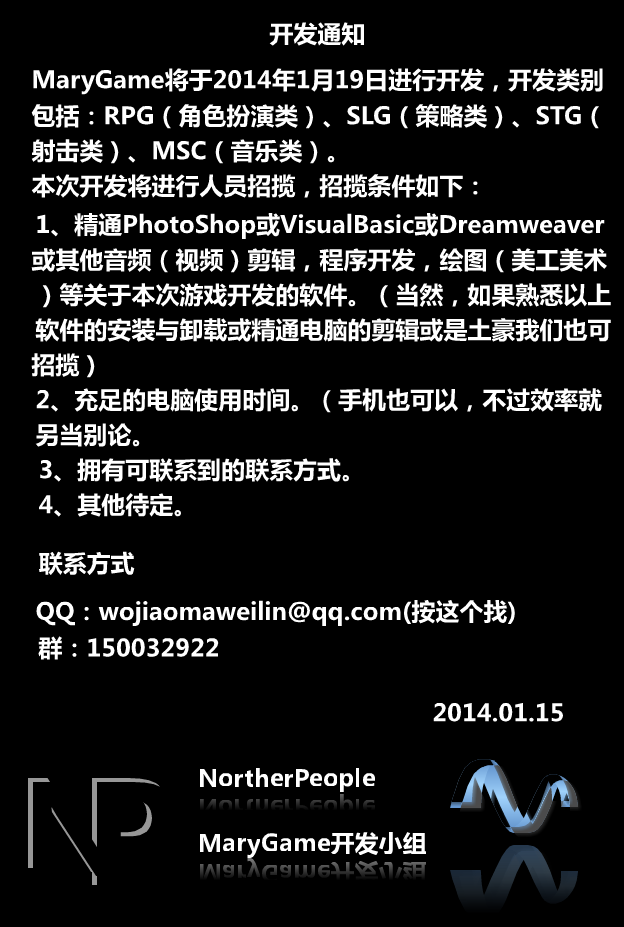 开发通知
MaryGame将于2014年1月19日进行开发，开发类别
包括：RPG（角色扮演类）、SLG（策略类）、STG（
射击类）、MSC（音乐类）。
本次开发将进行人员招揽，招揽条件如下：
1、精通PhotoShop或VisualBasic或Dreamweaver
或其他音频（视频）剪辑，程序开发，绘图（美工美术
）等关于本次游戏开发的软件。（当然，如果熟悉以上
软件的安装与卸载或精通电脑的剪辑或是土豪我们也可
招揽）
2、充足的电脑使用时间。（手机也可以，不过效率就
另当别论。
3、拥有可联系到的联系方式。
4、其他待定。
联系方式
QQ：wojiaomaweilin@qq.com(按这个找)
群：150032922
2014.01.15
NP
NortherPeople
MaryGame开发小组